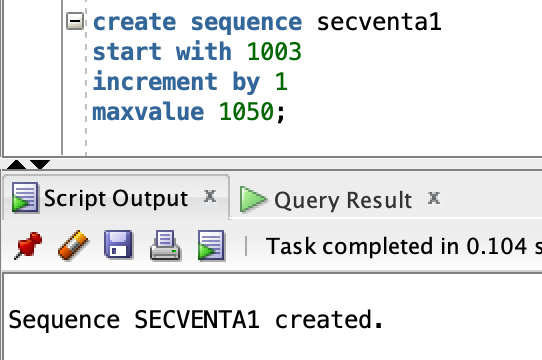 create sequence secventa1
start with 1003
increment by 1
maxvalue 1050;
Script Output x Query Result x
Task completed in 0.104 s
Sequence SECVENTA1 created.